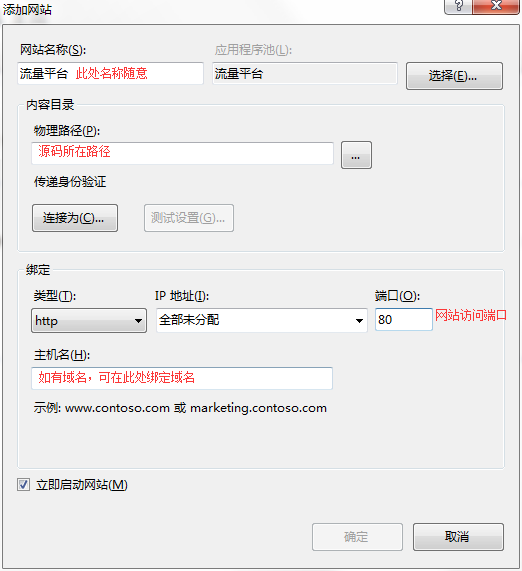 添加网站
网站名称(S): 应用程序池(L):
流量平台 此处名称随意 流量平台 选择(E)...
内容目录
物理路径(P):
源码所在路径 ...
传递身份验证
连接为(C)... 测试设置(G)...
绑定
类型(T): IP 地址(I): 端口(O):
http 全部未分配 80 网站访问端口
主机名(H):
如有域名，可在此处绑定域名
示例: www.contoso.com 或 marketing.contoso.com
立即启动网站(M)
确定 取消